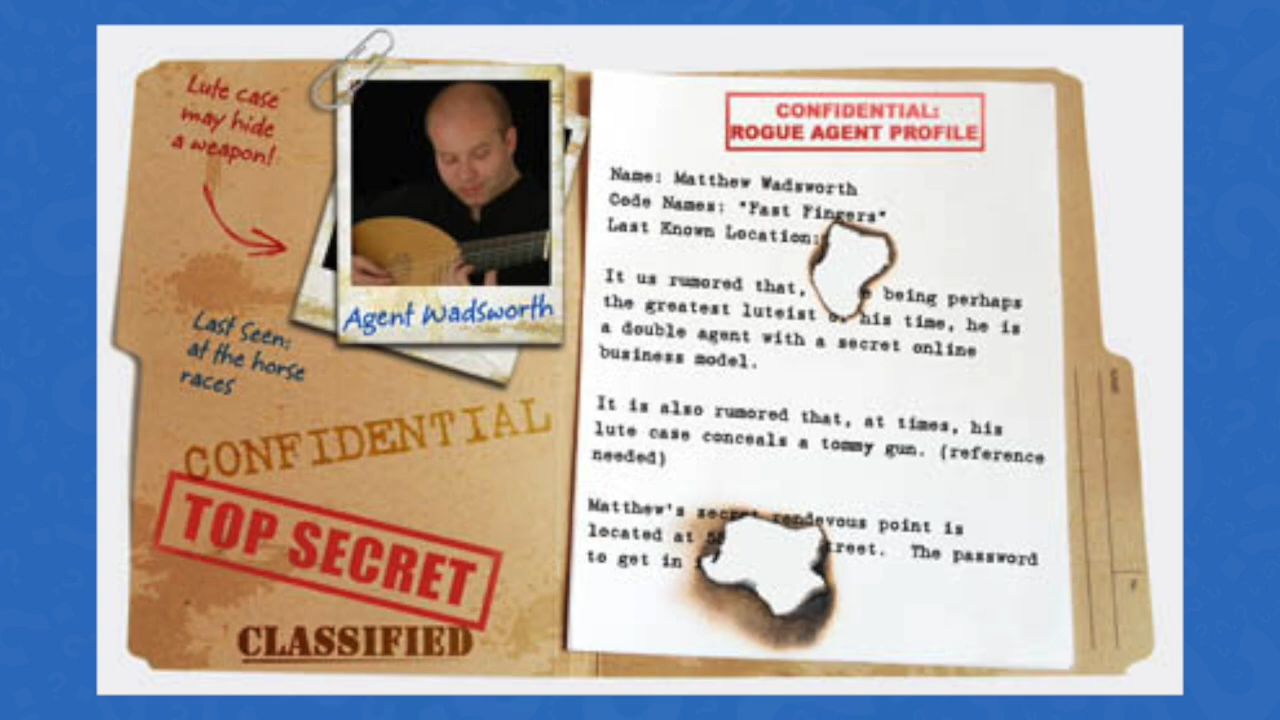 Lute case
may hide
a weapon!
Agent Wadsworth
Last Seen:
at the horse
races
CONFIDENTIAL
TOP SECRET
CLASSIFIED
CONFIDENTIAL:
ROGUE AGENT PROFILE
Name: Matthew Wadsworth
Code Names: "Fast Fingers"
Last Known Location:
It us rumored that, being perhaps
the greatest luteist his time, he is
a double agent with a secret online
business model.
It is also rumored that, at times, his
lute case conceals a tommy gun. (reference
needed)
Matthew's secret rendevous point is
located at The password
to get in